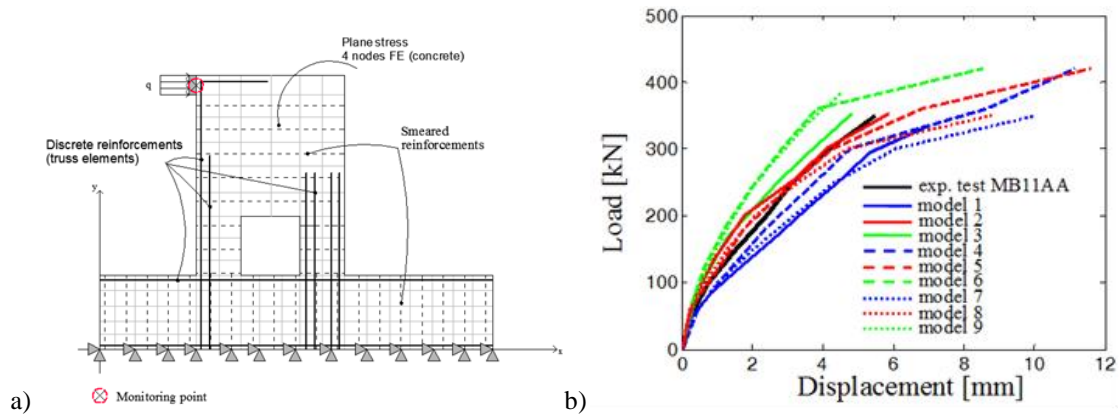 Plane stress
4 nodes FE (concrete)
q
Discrete reinforcements
(truss elements)
Smeared
reinforcements
y
x
a)
Monitoring point
b)
500
400
300
200
100
0
Load [kN]
0
2
4
6
8
10
12
Displacement [mm]
exp. test MB11AA
model 1
model 2
model 3
model 4
model 5
model 6
model 7
model 8
model 9